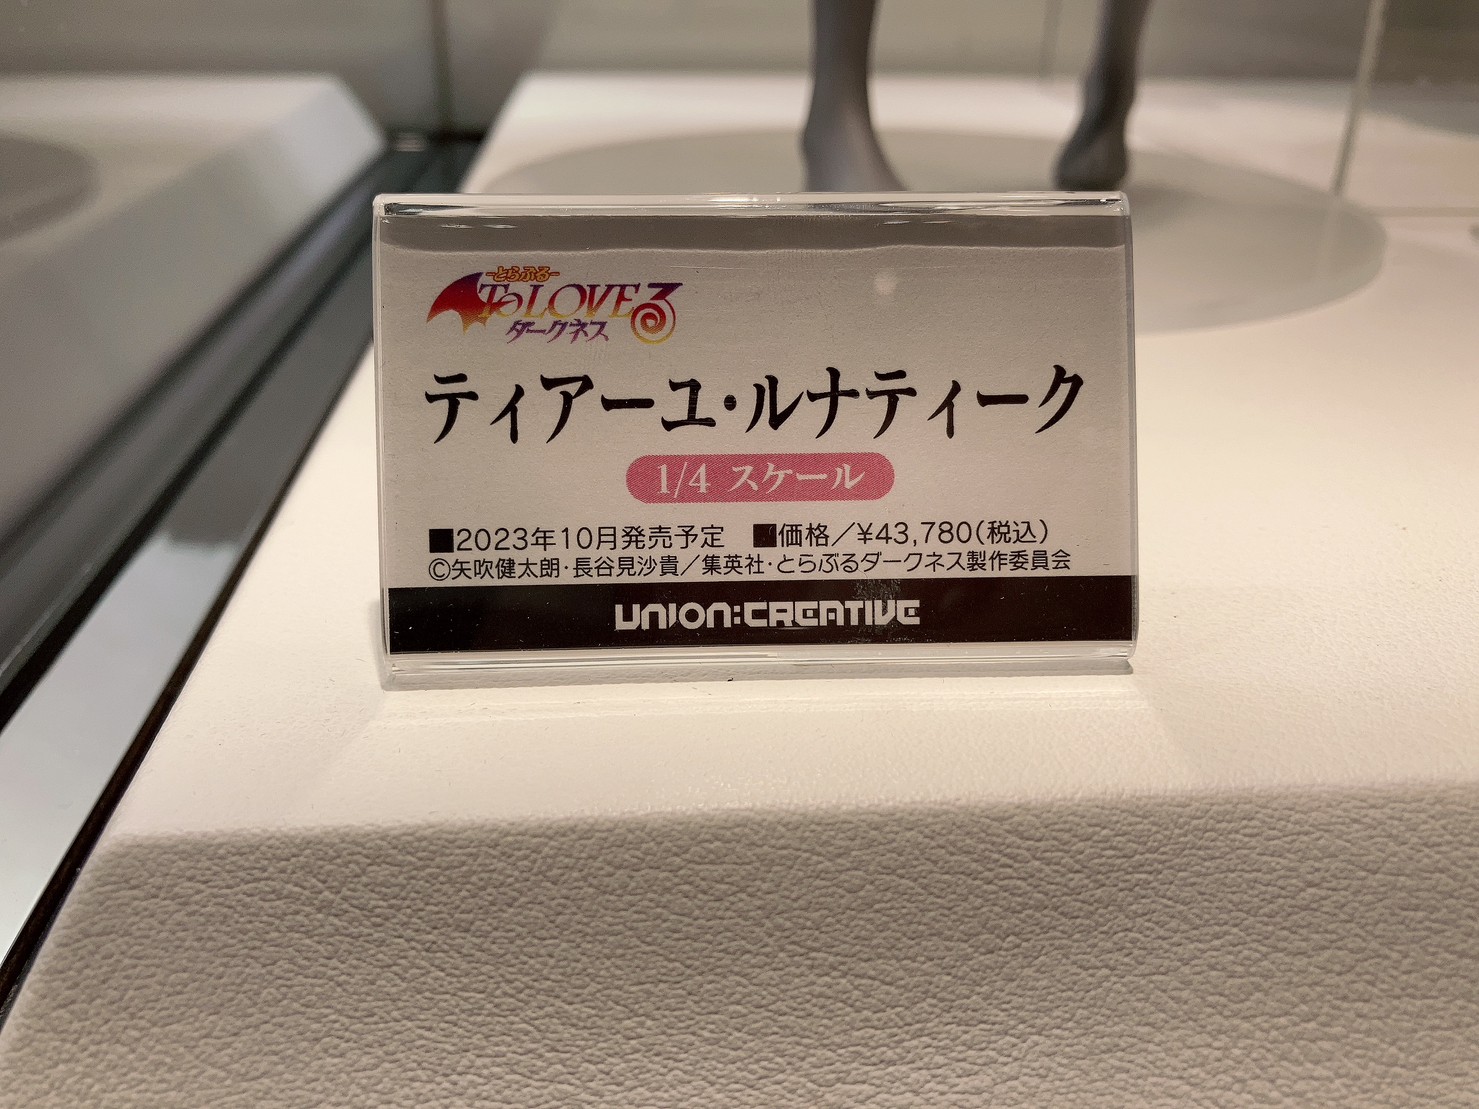 -とらぶる-
To LOVEる
ダークネス
ティアーユ・ルナティーク
1/4 スケール
■2023年10月発売予定 ■価格／¥43,780(税込)
©矢吹健太朗・長谷見沙貴／集英社・とらぶるダークネス製作委員会
UNION:CREATIVE